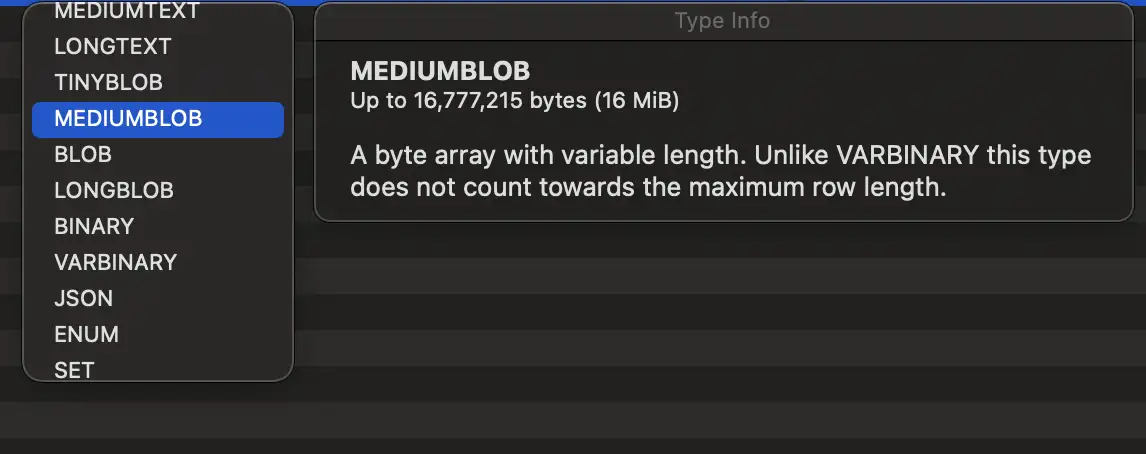 MEDIUMTEXT
LONGTEXT
TINYBLOB
MEDIUMBLOB
BLOB
LONGBLOB
BINARY
VARBINARY
JSON
ENUM
SET
Type Info
MEDIUMBLOB
Up to 16,777,215 bytes (16 MiB)
A byte array with variable length. Unlike VARBINARY this type
does not count towards the maximum row length.